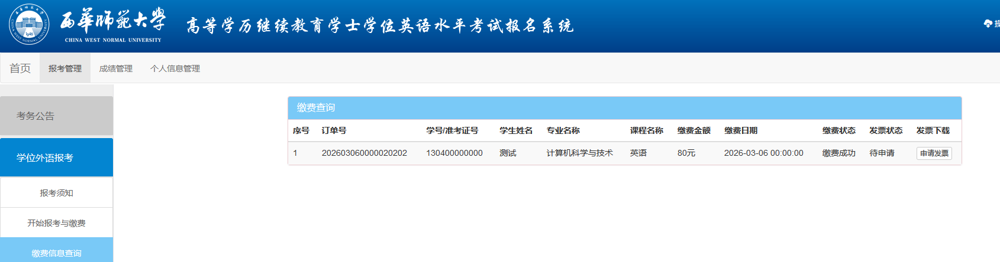 西华师范大学
CHINA WEST NORMAL UNIVERSITY
1946
高等学历继续教育学士学位英语水平考试报名系统
首页 报考管理 成绩管理 个人信息管理
考务公告
学位外语报考
报考须知
开始报考与缴费
缴费信息查询
缴费查询
序号 订单号 学号/准考证号 学生姓名 专业名称 课程名称 缴费金额 缴费日期 缴费状态 发票状态 发票下载
1 202603060000020202 130400000000 测试 计算机科学与技术 英语 80元 2026-03-06 00:00:00 缴费成功 待申请 申请发票